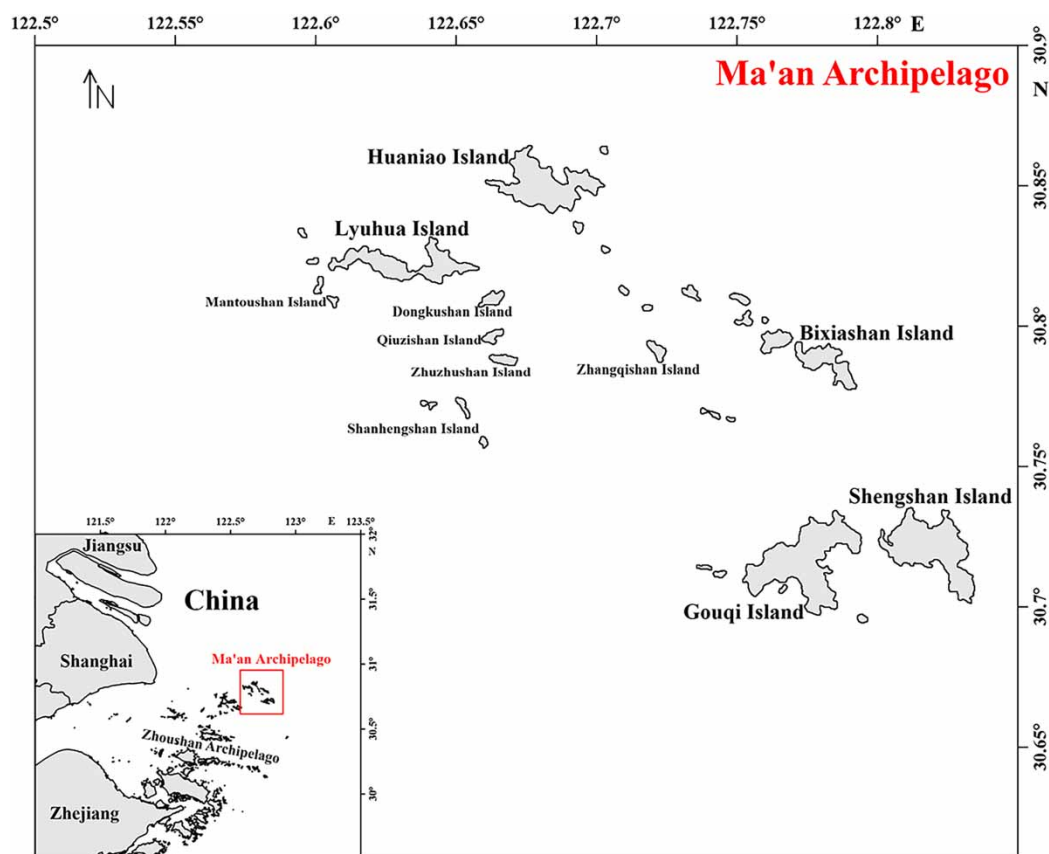 122.5° 122.55° 122.6° 122.65° 122.7° 122.75° 122.8° E
30.9°
Ma'an Archipelago
N
N
Huaniao Island
30.85°
Lyuhua Island
Mantoushan Island
Dongkushan Island
30.8°
Bixiashan Island
Qiuzishan Island
Zhuzhushan Island
Zhangqishan Island
Shanhengshan Island
30.75°
Shengshan Island
Gouqi Island
30.7°
30.65°
121.5° 122° 122.5° 123° E 123.5°
32°
N
Jiangsu
China
31.5°
Shanghai
Ma'an Archipelago
31°
30.5°
Zhoushan Archipelago
30°
Zhejiang